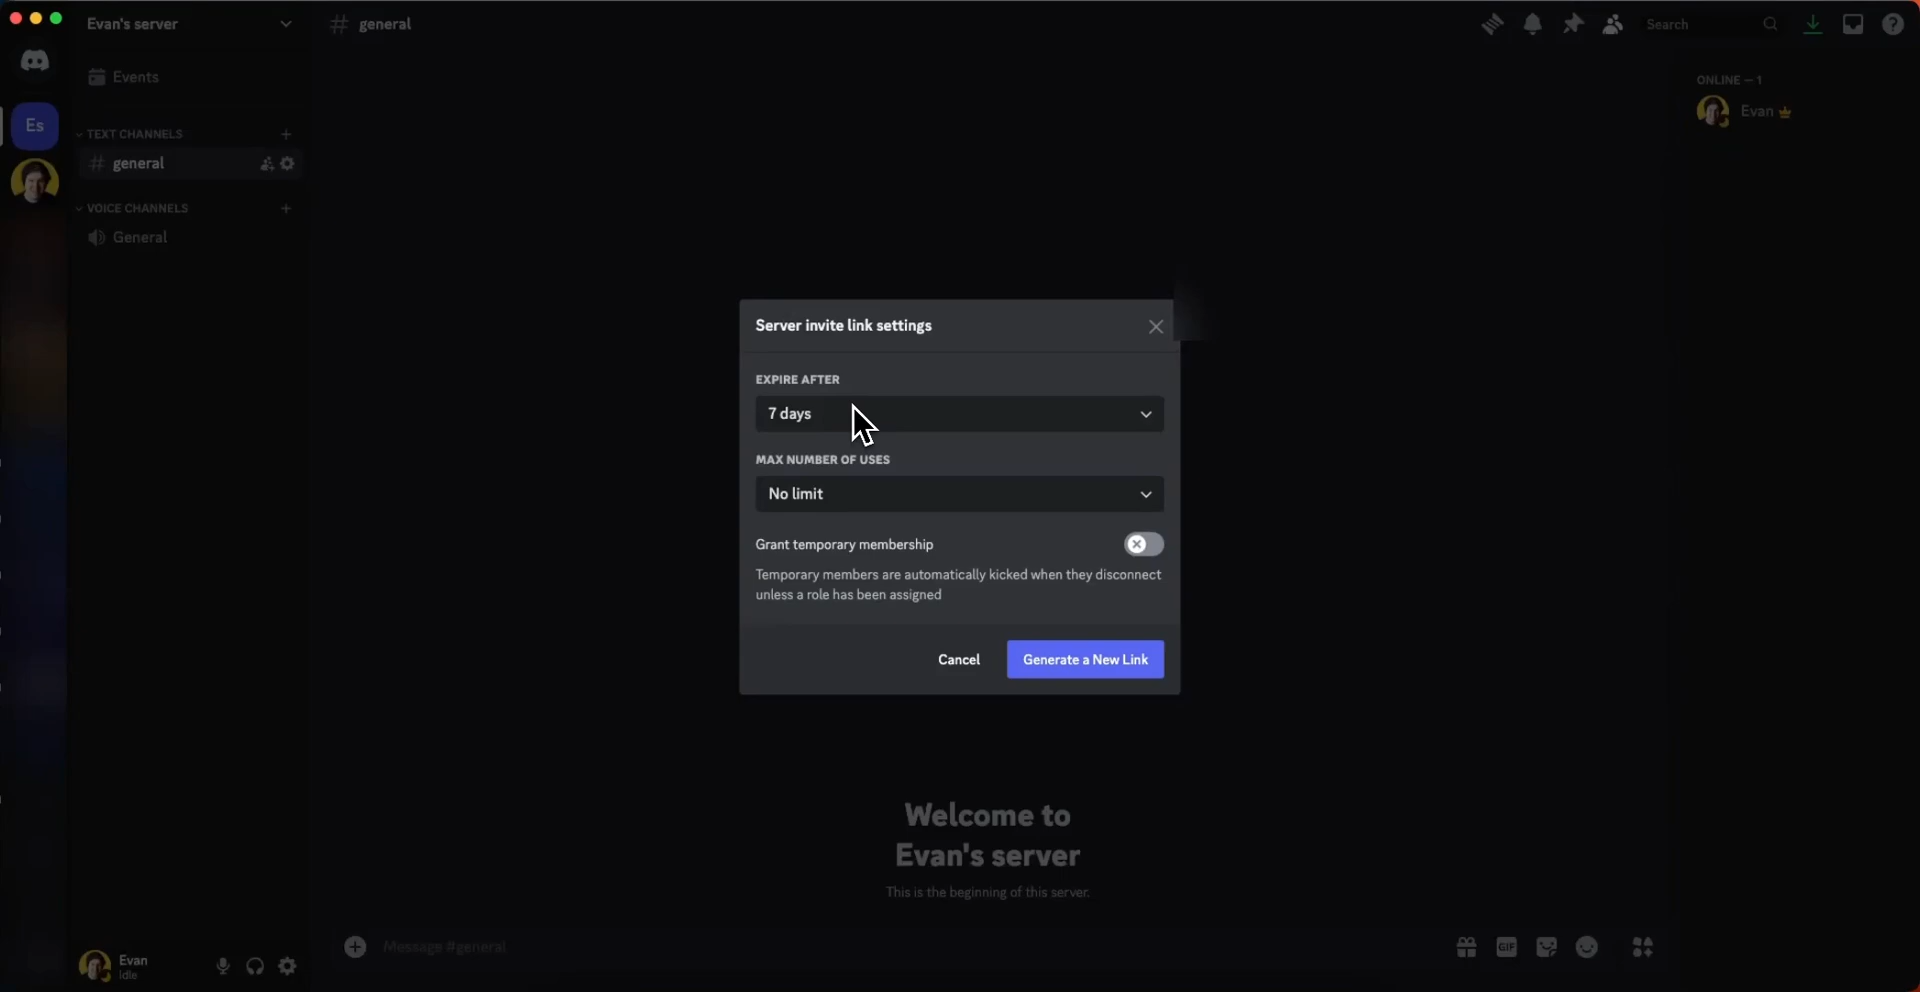 Evan's server
# general
Search
Events
ONLINE — 1
Es
Evan
TEXT CHANNELS
general
VOICE CHANNELS
General
Server invite link settings
EXPIRE AFTER
7 days
MAX NUMBER OF USES
No limit
Grant temporary membership
Temporary members are automatically kicked when they disconnect
unless a role has been assigned
Cancel
Generate a New Link
Welcome to
Evan's server
This is the beginning of this server.
Evan
Idle
Message #general
GIF